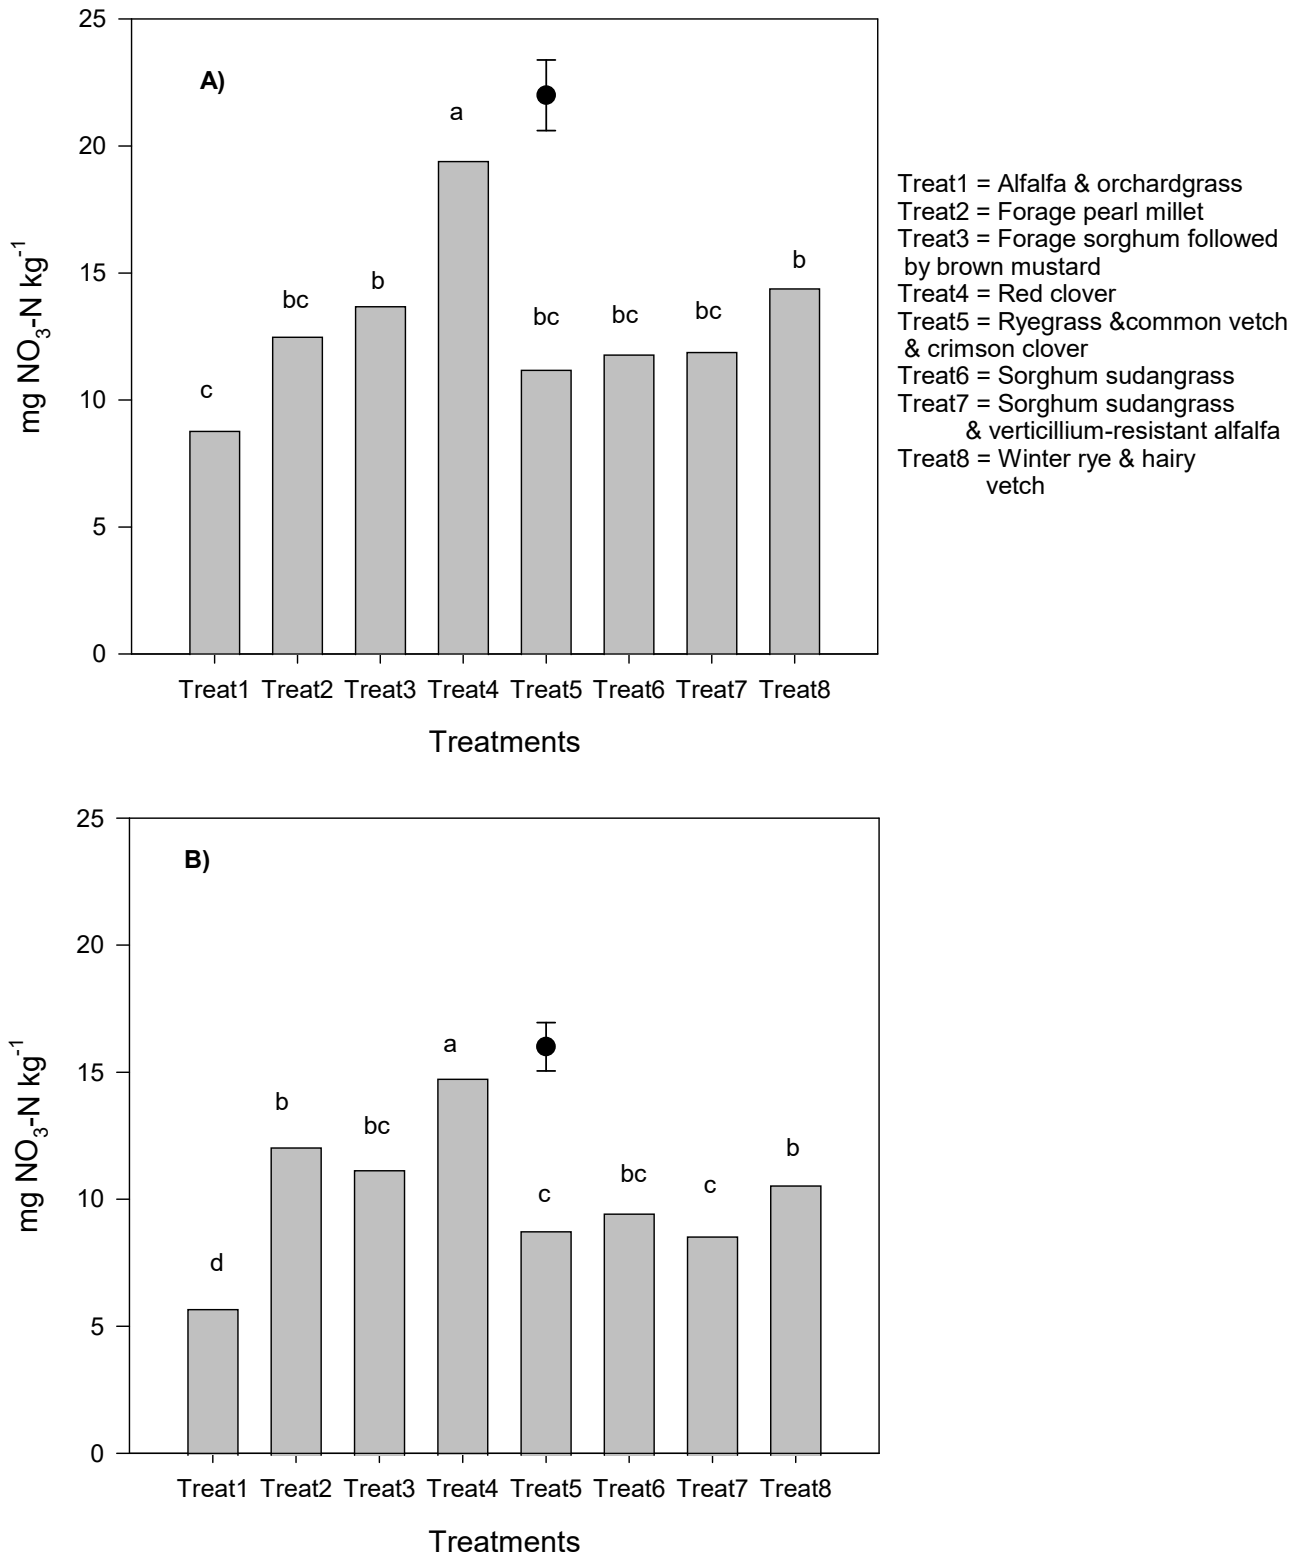 25
A)
a
20
15
b
b
bc
bc
bc
bc
c
10
5
0
mg NO3-N kg-1
Treat1 Treat2 Treat3 Treat4 Treat5 Treat6 Treat7 Treat8
Treatments
Treat1 = Alfalfa & orchardgrass
Treat2 = Forage pearl millet
Treat3 = Forage sorghum followed
by brown mustard
Treat4 = Red clover
Treat5 = Ryegrass &common vetch
& crimson clover
Treat6 = Sorghum sudangrass
Treat7 = Sorghum sudangrass
& verticillium-resistant alfalfa
Treat8 = Winter rye & hairy
vetch
25
B)
20
a
15
b
bc
b
bc
c
c
10
d
5
0
mg NO3-N kg-1
Treat1 Treat2 Treat3 Treat4 Treat5 Treat6 Treat7 Treat8
Treatments